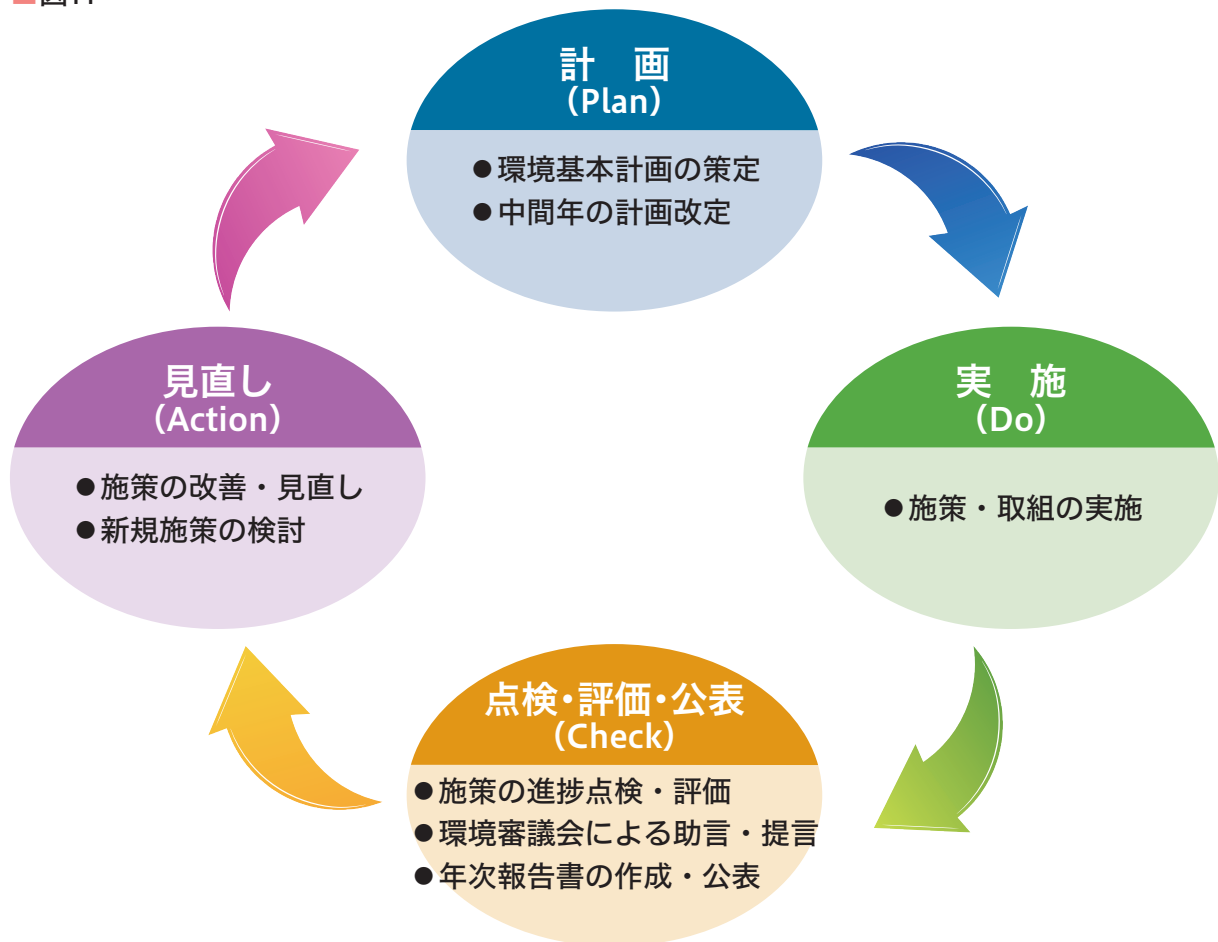 計　画
（Plan）
●環境基本計画の策定
●中間年の計画改定
実　施
（Do）
●施策・取組の実施
点検・評価・公表
（Check）
●施策の進捗点検・評価
●環境審議会による助言・提言
●年次報告書の作成・公表
見直し
（Action）
●施策の改善・見直し
●新規施策の検討